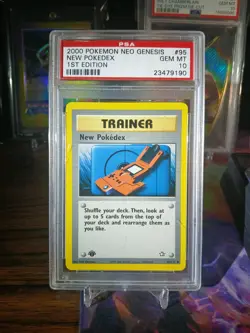 PSA
2000 POKEMON NEO GENESIS #95
NEW POKEDEX GEM MT
1ST EDITION 10
23479190
TRAINER
New Pokédex
Shuffle your deck. Then, look at
up to 5 cards from the top of
your deck and rearrange them as
you like.